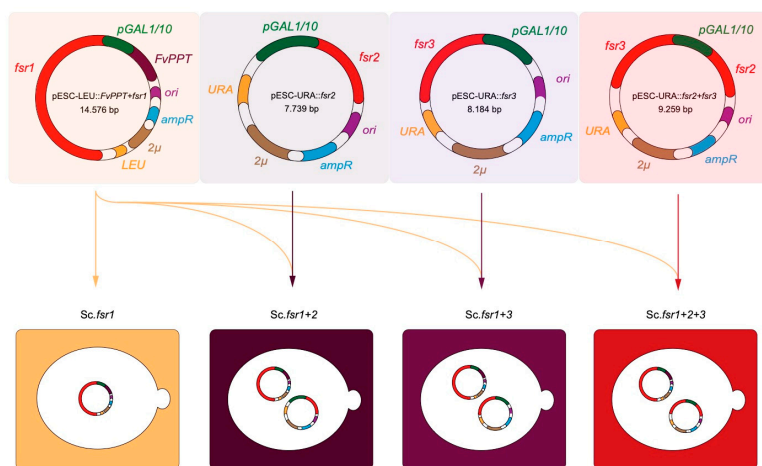 pGAL1/10
FvPPT
fsr1
ori
pESC-LEU::FvPPT+fsr1
14.576 bp
ampR
2µ
LEU
pGAL1/10
fsr2
URA
pESC-URA::fsr2
7.739 bp
ori
2µ
ampR
pGAL1/10
fsr3
ori
pESC-URA::fsr3
8.184 bp
URA
ampR
2µ
pGAL1/10
fsr3
fsr2
pESC-URA::fsr2+fsr3
9.259 bp
ori
URA
ampR
2µ
Sc.fsr1
Sc.fsr1+2
Sc.fsr1+3
Sc.fsr1+2+3